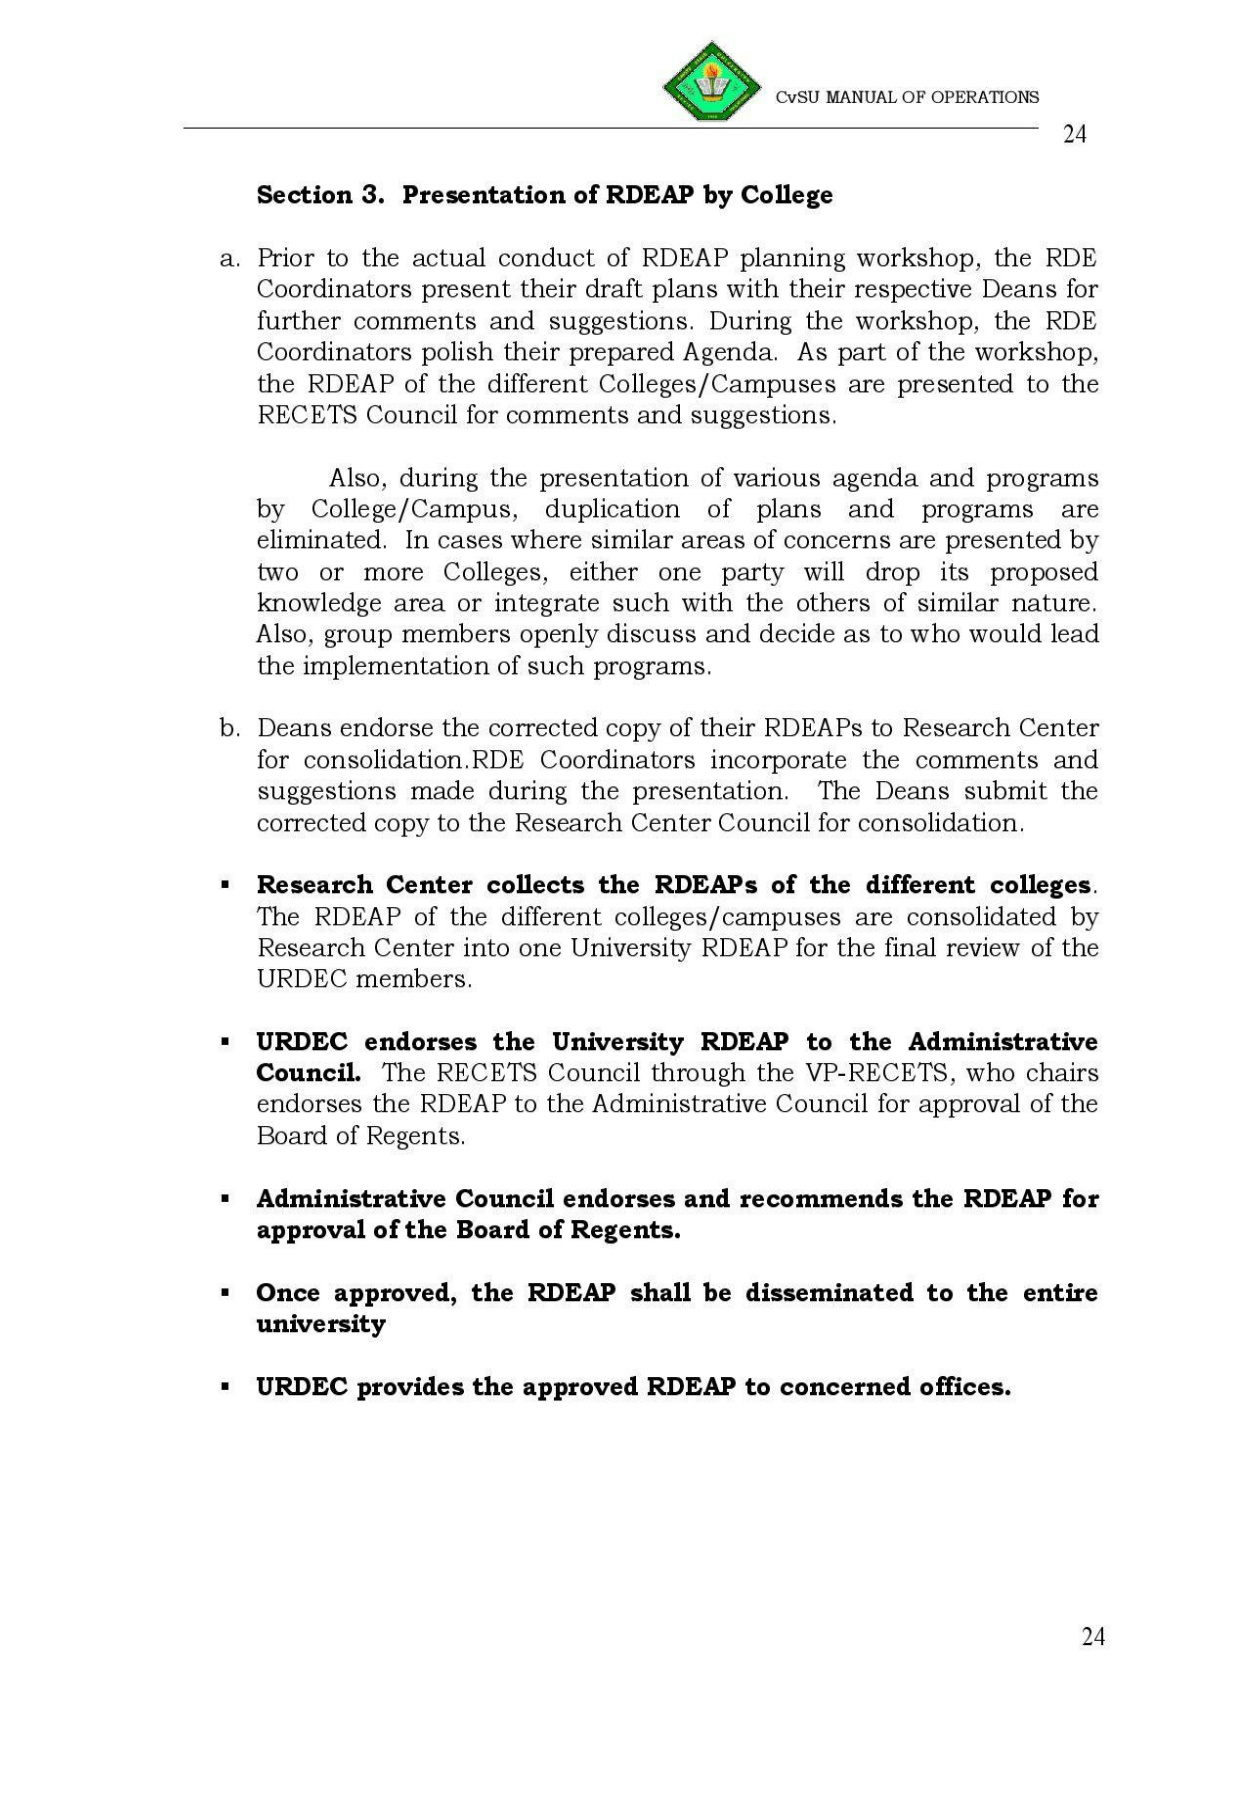 CvSU MANUAL OF OPERATIONS
24
Section 3. Presentation of RDEAP by College
a. Prior to the actual conduct of RDEAP planning workshop, the RDE
Coordinators present their draft plans with their respective Deans for
further comments and suggestions. During the workshop, the RDE
Coordinators polish their prepared Agenda. As part of the workshop,
the RDEAP of the different Colleges/Campuses are presented to the
RECETS Council for comments and suggestions.
Also, during the presentation of various agenda and programs
by College/Campus, duplication of plans and programs are
eliminated. In cases where similar areas of concerns are presented by
two or more Colleges, either one party will drop its proposed
knowledge area or integrate such with the others of similar nature.
Also, group members openly discuss and decide as to who would lead
the implementation of such programs.
b. Deans endorse the corrected copy of their RDEAPs to Research Center
for consolidation.RDE Coordinators incorporate the comments and
suggestions made during the presentation. The Deans submit the
corrected copy to the Research Center Council for consolidation.
▪ Research Center collects the RDEAPs of the different colleges.
The RDEAP of the different colleges/campuses are consolidated by
Research Center into one University RDEAP for the final review of the
URDEC members.
▪ URDEC endorses the University RDEAP to the Administrative
Council. The RECETS Council through the VP-RECETS, who chairs
endorses the RDEAP to the Administrative Council for approval of the
Board of Regents.
▪ Administrative Council endorses and recommends the RDEAP for
approval of the Board of Regents.
▪ Once approved, the RDEAP shall be disseminated to the entire
university
▪ URDEC provides the approved RDEAP to concerned offices.
24